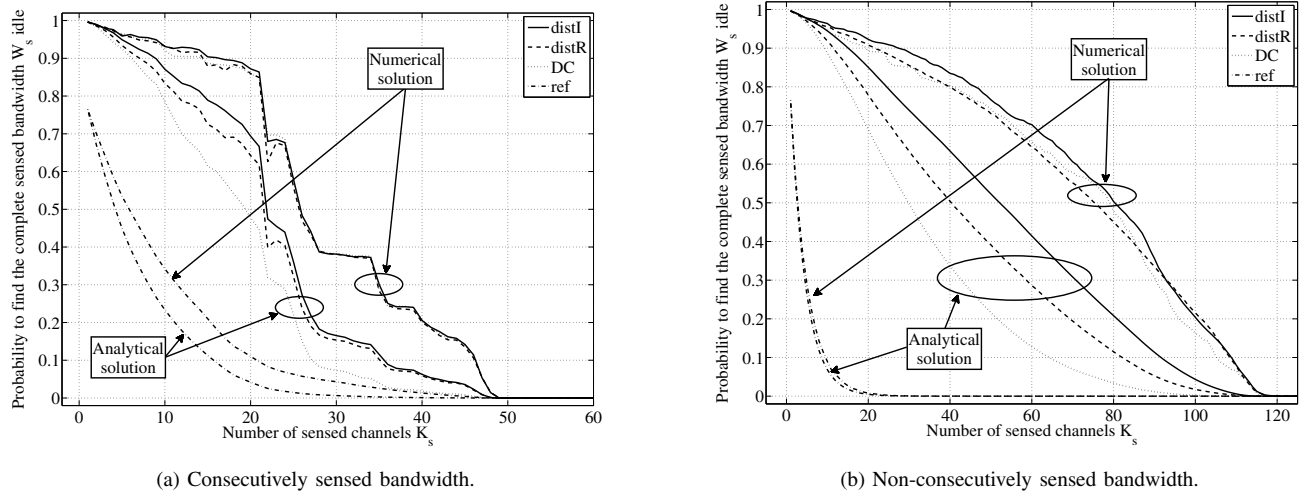 Probability to find the complete sensed bandwidth W_s idle
1
0.9
0.8
0.7
0.6
0.5
0.4
0.3
0.2
0.1
0
0 10 20 30 40 50 60
Number of sensed channels K_s
distI
distR
DC
ref
Numerical
solution
Analytical
solution
(a) Consecutively sensed bandwidth.
Probability to find the complete sensed bandwidth W_s idle
1
0.9
0.8
0.7
0.6
0.5
0.4
0.3
0.2
0.1
0
0 20 40 60 80 100 120
Number of sensed channels K_s
distI
distR
DC
ref
Numerical
solution
Analytical
solution
(b) Non-consecutively sensed bandwidth.